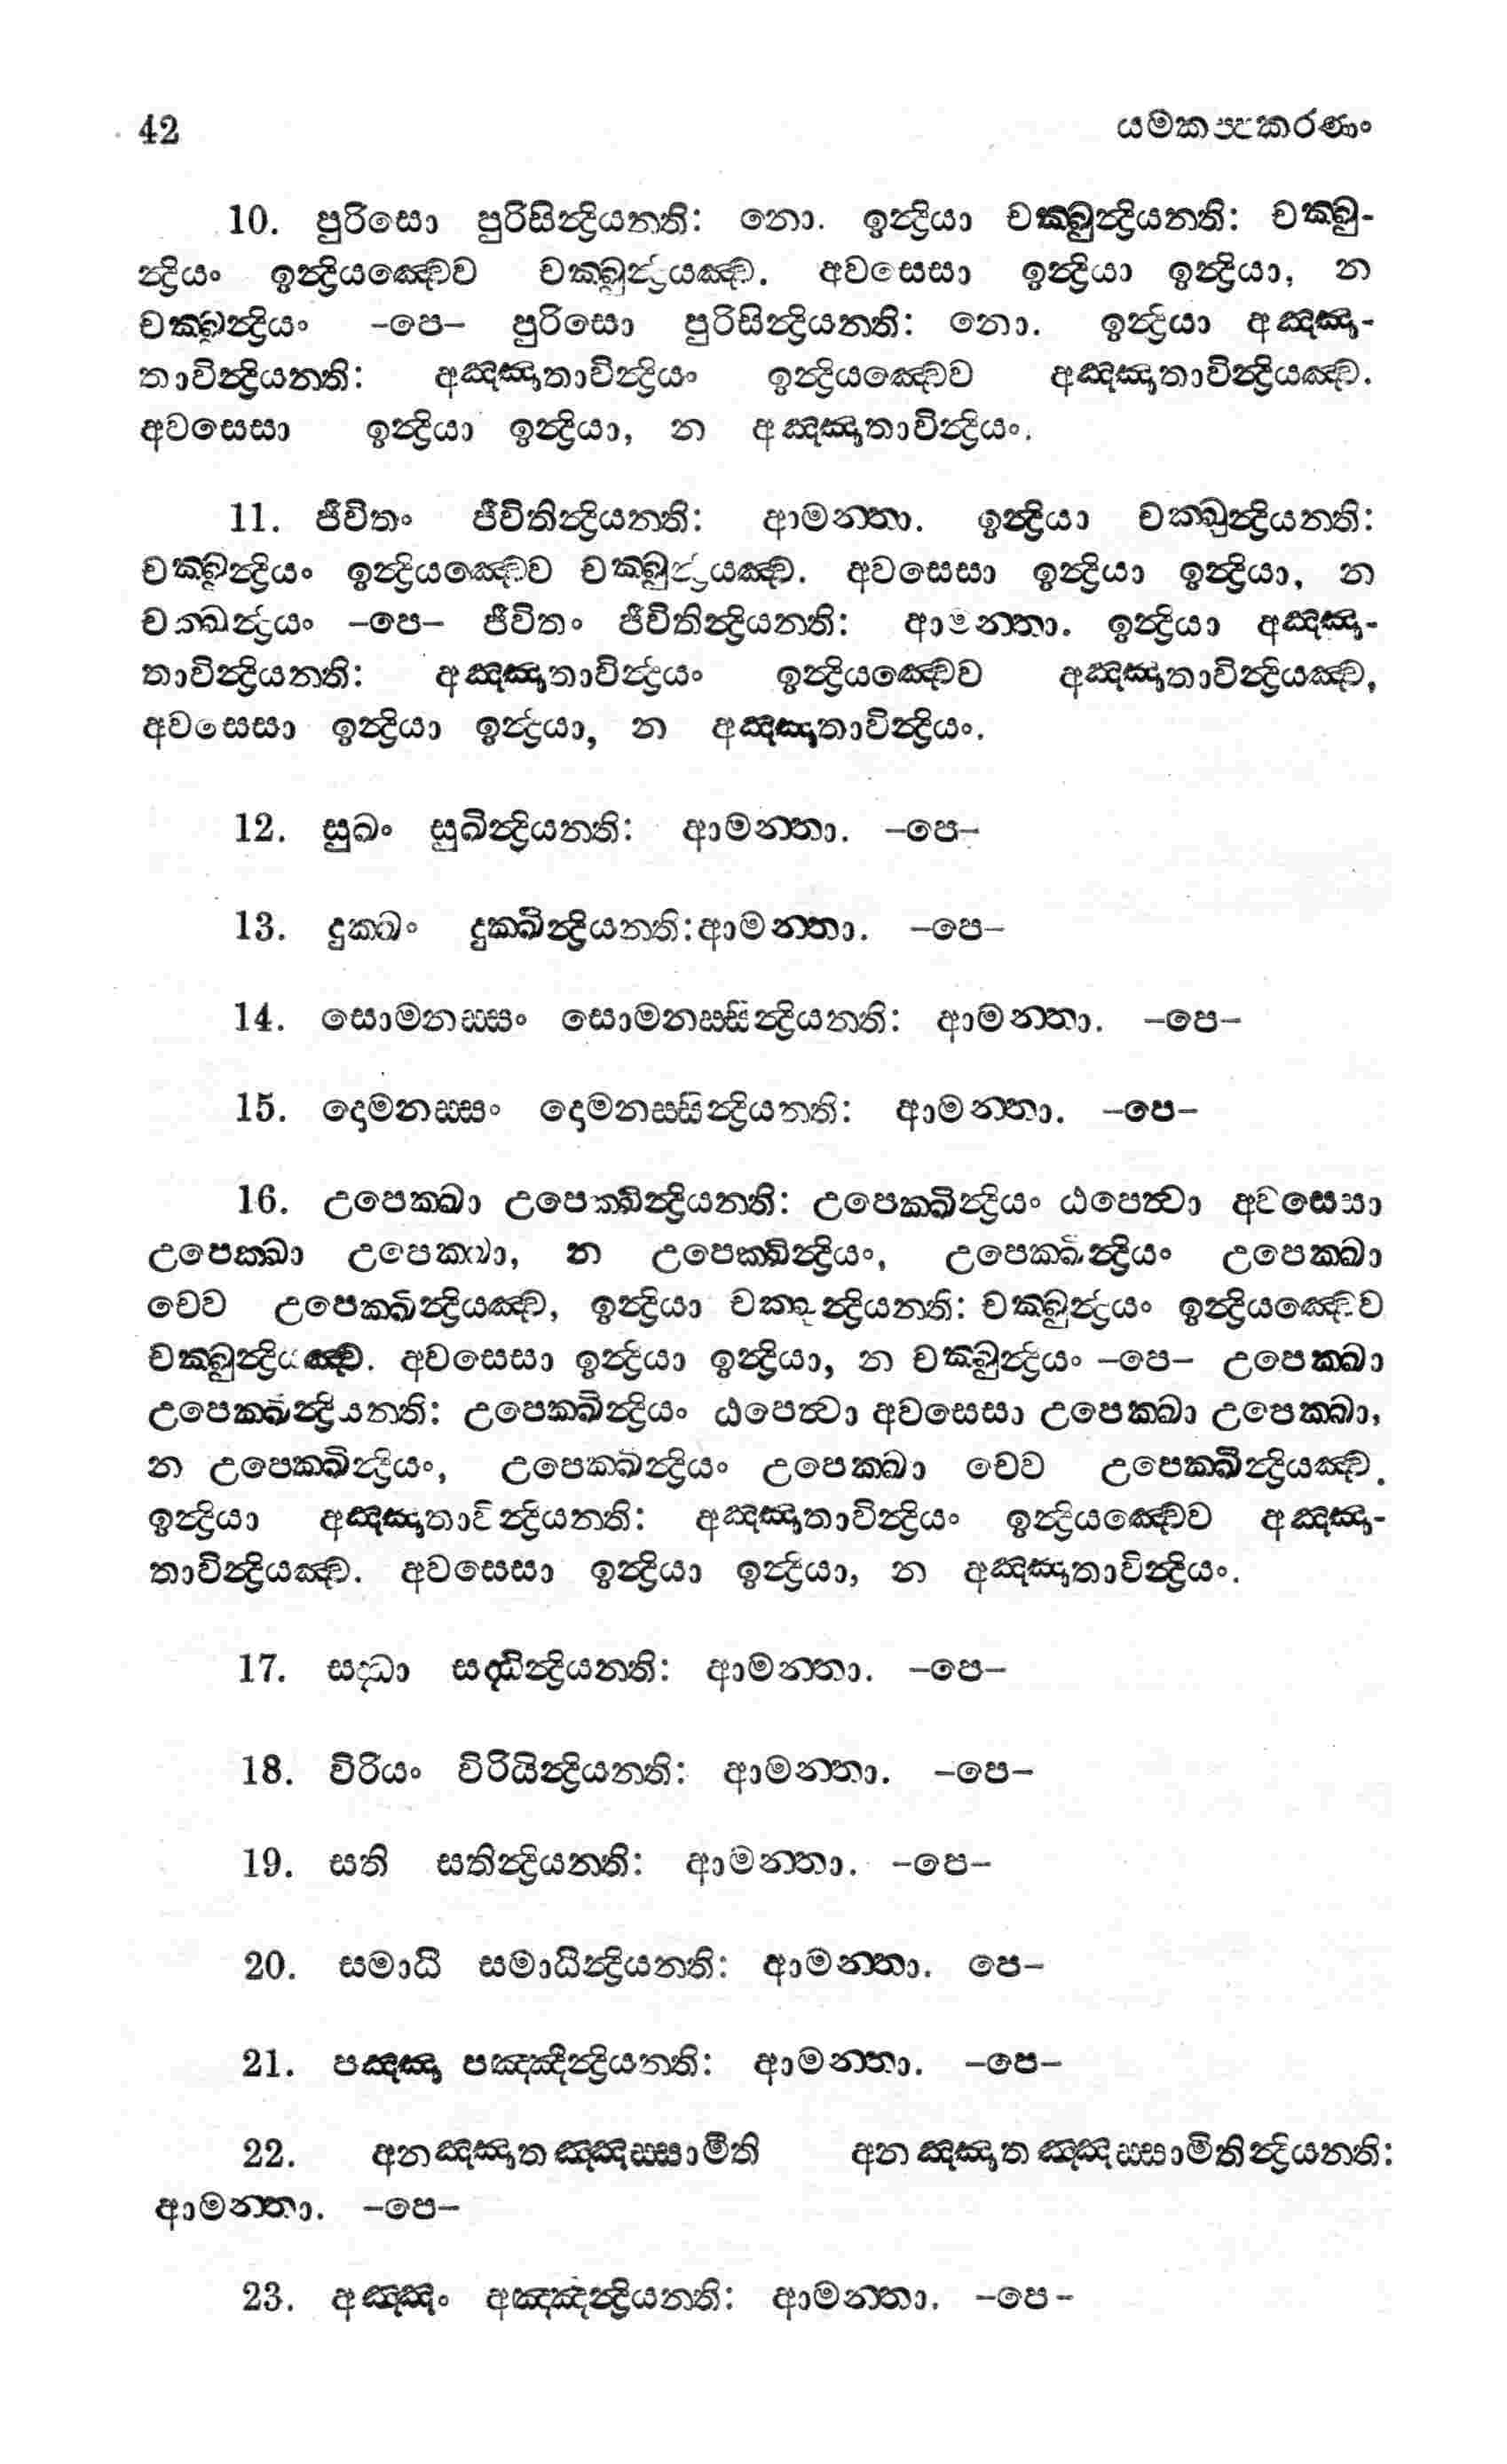 42 යමකප්පකරණං
10. පුරිසො පුරිසින්ද්‍රියන්ති: නො. ඉන්ද්‍රියා චක්ඛුන්ද්‍රියන්ති: චක්ඛු-
න්ද්‍රියං ඉන්ද්‍රියඤ්චෙව චක්ඛුන්ද්‍රියඤ්ච. අවසෙසා ඉන්ද්‍රියා ඉන්ද්‍රියා, න
චක්ඛුන්ද්‍රියං -පෙ- පුරිසො පුරිසින්ද්‍රියන්ති: නො. ඉන්ද්‍රියා අඤ්ඤා-
තාවින්ද්‍රියන්ති: අඤ්ඤාතාවින්ද්‍රියං ඉන්ද්‍රියඤ්චෙව අඤ්ඤාතාවින්ද්‍රියඤ්ච.
අවසෙසා ඉන්ද්‍රියා ඉන්ද්‍රියා, න අඤ්ඤාතාවින්ද්‍රියං.
11. ජීවිතං ජීවිතින්ද්‍රියන්ති: ආමන්තා. ඉන්ද්‍රියා චක්ඛුන්ද්‍රියන්ති:
චක්ඛුන්ද්‍රියං ඉන්ද්‍රියඤ්චෙව චක්ඛුන්ද්‍රියඤ්ච. අවසෙසා ඉන්ද්‍රියා ඉන්ද්‍රියා, න
චක්ඛුන්ද්‍රියං -පෙ- ජීවිතං ජීවිතින්ද්‍රියන්ති: ආමන්තා. ඉන්ද්‍රියා අඤ්ඤා-
තාවින්ද්‍රියන්ති: අඤ්ඤාතාවින්ද්‍රියං ඉන්ද්‍රියඤ්චෙව අඤ්ඤාතාවින්ද්‍රියඤ්ච,
අවසෙසා ඉන්ද්‍රියා ඉන්ද්‍රියා, න අඤ්ඤාතාවින්ද්‍රියං.
12. සුඛං සුඛින්ද්‍රියන්ති: ආමන්තා. -පෙ-
13. දුක්ඛං දුක්ඛින්ද්‍රියන්ති: ආමන්තා. -පෙ-
14. සොමනස්සං සොමනස්සින්ද්‍රියන්ති: ආමන්තා. -පෙ-
15. දොමනස්සං දොමනස්සින්ද්‍රියන්ති: ආමන්තා. -පෙ-
16. උපෙක්ඛා උපෙක්ඛින්ද්‍රියන්ති: උපෙක්ඛින්ද්‍රියං ඨපෙත්වා අවසෙසා
උපෙක්ඛා උපෙක්ඛා, න උපෙක්ඛින්ද්‍රියං, උපෙක්ඛින්ද්‍රියං උපෙක්ඛා
චෙව උපෙක්ඛින්ද්‍රියඤ්ච, ඉන්ද්‍රියා චක්ඛුන්ද්‍රියන්ති: චක්ඛුන්ද්‍රියං ඉන්ද්‍රියඤ්චෙව
චක්ඛුන්ද්‍රියඤ්ච. අවසෙසා ඉන්ද්‍රියා ඉන්ද්‍රියා, න චක්ඛුන්ද්‍රියං -පෙ- උපෙක්ඛා
උපෙක්ඛින්ද්‍රියන්ති: උපෙක්ඛින්ද්‍රියං ඨපෙත්වා අවසෙසා උපෙක්ඛා උපෙක්ඛා,
න උපෙක්ඛින්ද්‍රියං, උපෙක්ඛින්ද්‍රියං උපෙක්ඛා චෙව උපෙක්ඛින්ද්‍රියඤ්ච.
ඉන්ද්‍රියා අඤ්ඤාතාවින්ද්‍රියන්ති: අඤ්ඤාතාවින්ද්‍රියං ඉන්ද්‍රියඤ්චෙව අඤ්ඤා-
තාවින්ද්‍රියඤ්ච. අවසෙසා ඉන්ද්‍රියා ඉන්ද්‍රියා, න අඤ්ඤාතාවින්ද්‍රියං.
17. සද්ධා සද්ධින්ද්‍රියන්ති: ආමන්තා. -පෙ-
18. විරියං විරියින්ද්‍රියන්ති: ආමන්තා. -පෙ-
19. සති සතින්ද්‍රියන්ති: ආමන්තා. -පෙ-
20. සමාධි සමාධින්ද්‍රියන්ති: ආමන්තා. පෙ-
21. පඤ්ඤා පඤ්ඤින්ද්‍රියන්ති: ආමන්තා. -පෙ-
22. අනඤ්ඤාතඤ්ඤස්සාමීති අනඤ්ඤාතඤ්ඤස්සාමිතින්ද්‍රියන්ති:
ආමන්තා. -පෙ-
23. අඤ්ඤං අඤ්ඤින්ද්‍රියන්ති: ආමන්තා. -පෙ-